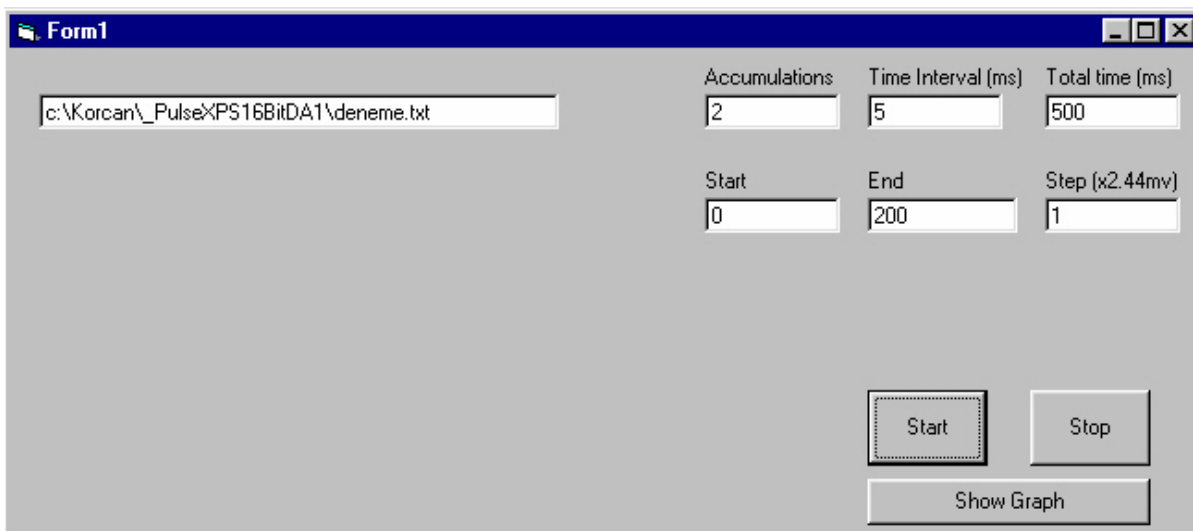 Form1
Accumulations Time Interval (ms) Total time (ms)
c:\Korcan\_PulseXPS16BitDA1\deneme.txt 2 5 500
Start End Step (x2.44mv)
0 200 1
Start Stop
Show Graph